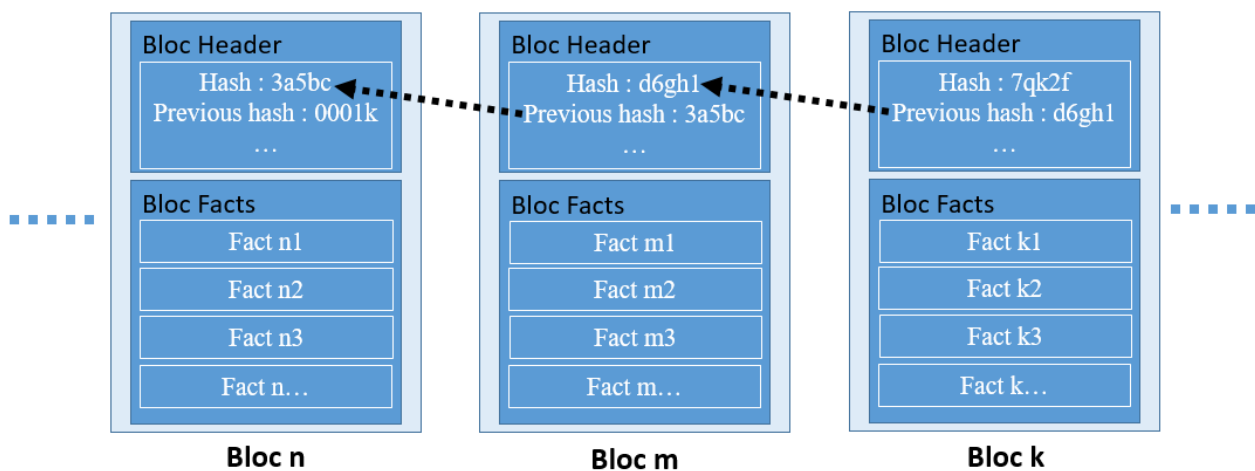 Bloc Header
Hash : 3a5bc
Previous hash : 0001k
…
Bloc Facts
Fact n1
Fact n2
Fact n3
Fact n…
Bloc n
Bloc Header
Hash : d6gh1
Previous hash : 3a5bc
…
Bloc Facts
Fact m1
Fact m2
Fact m3
Fact m…
Bloc m
Bloc Header
Hash : 7qk2f
Previous hash : d6gh1
…
Bloc Facts
Fact k1
Fact k2
Fact k3
Fact k…
Bloc k